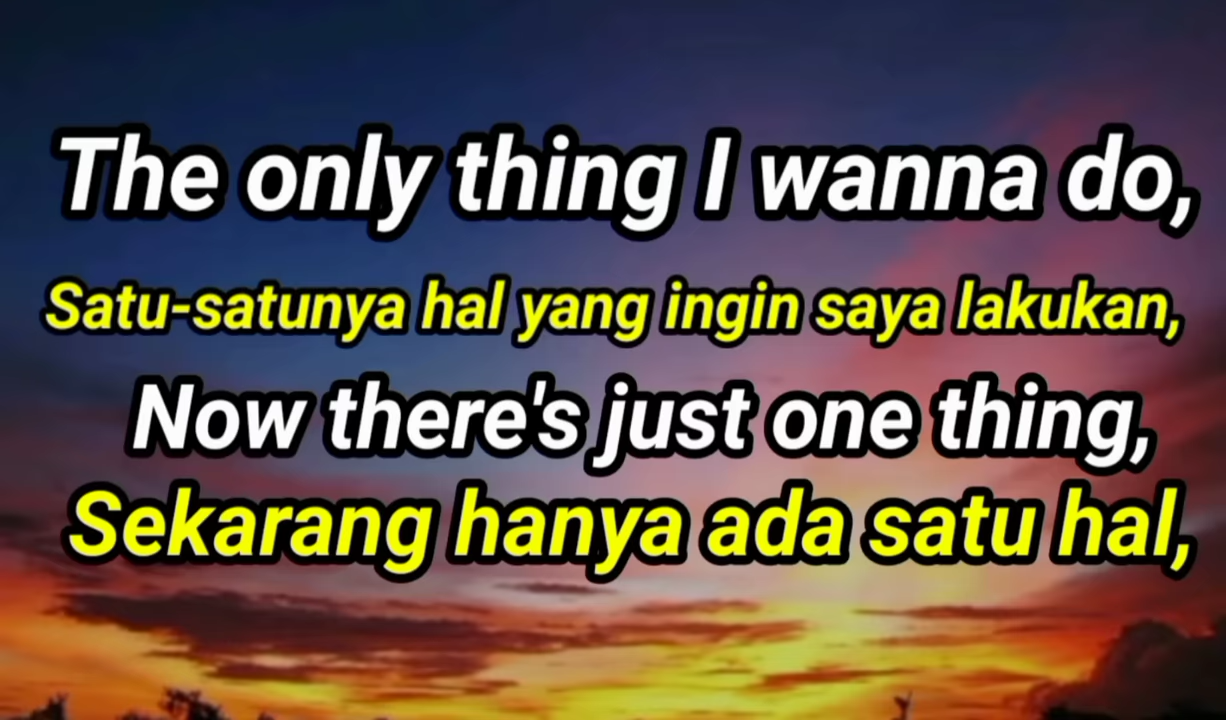 The only thing I wanna do,
Satu-satunya hal yang ingin saya lakukan,
Now there's just one thing,
Sekarang hanya ada satu hal,